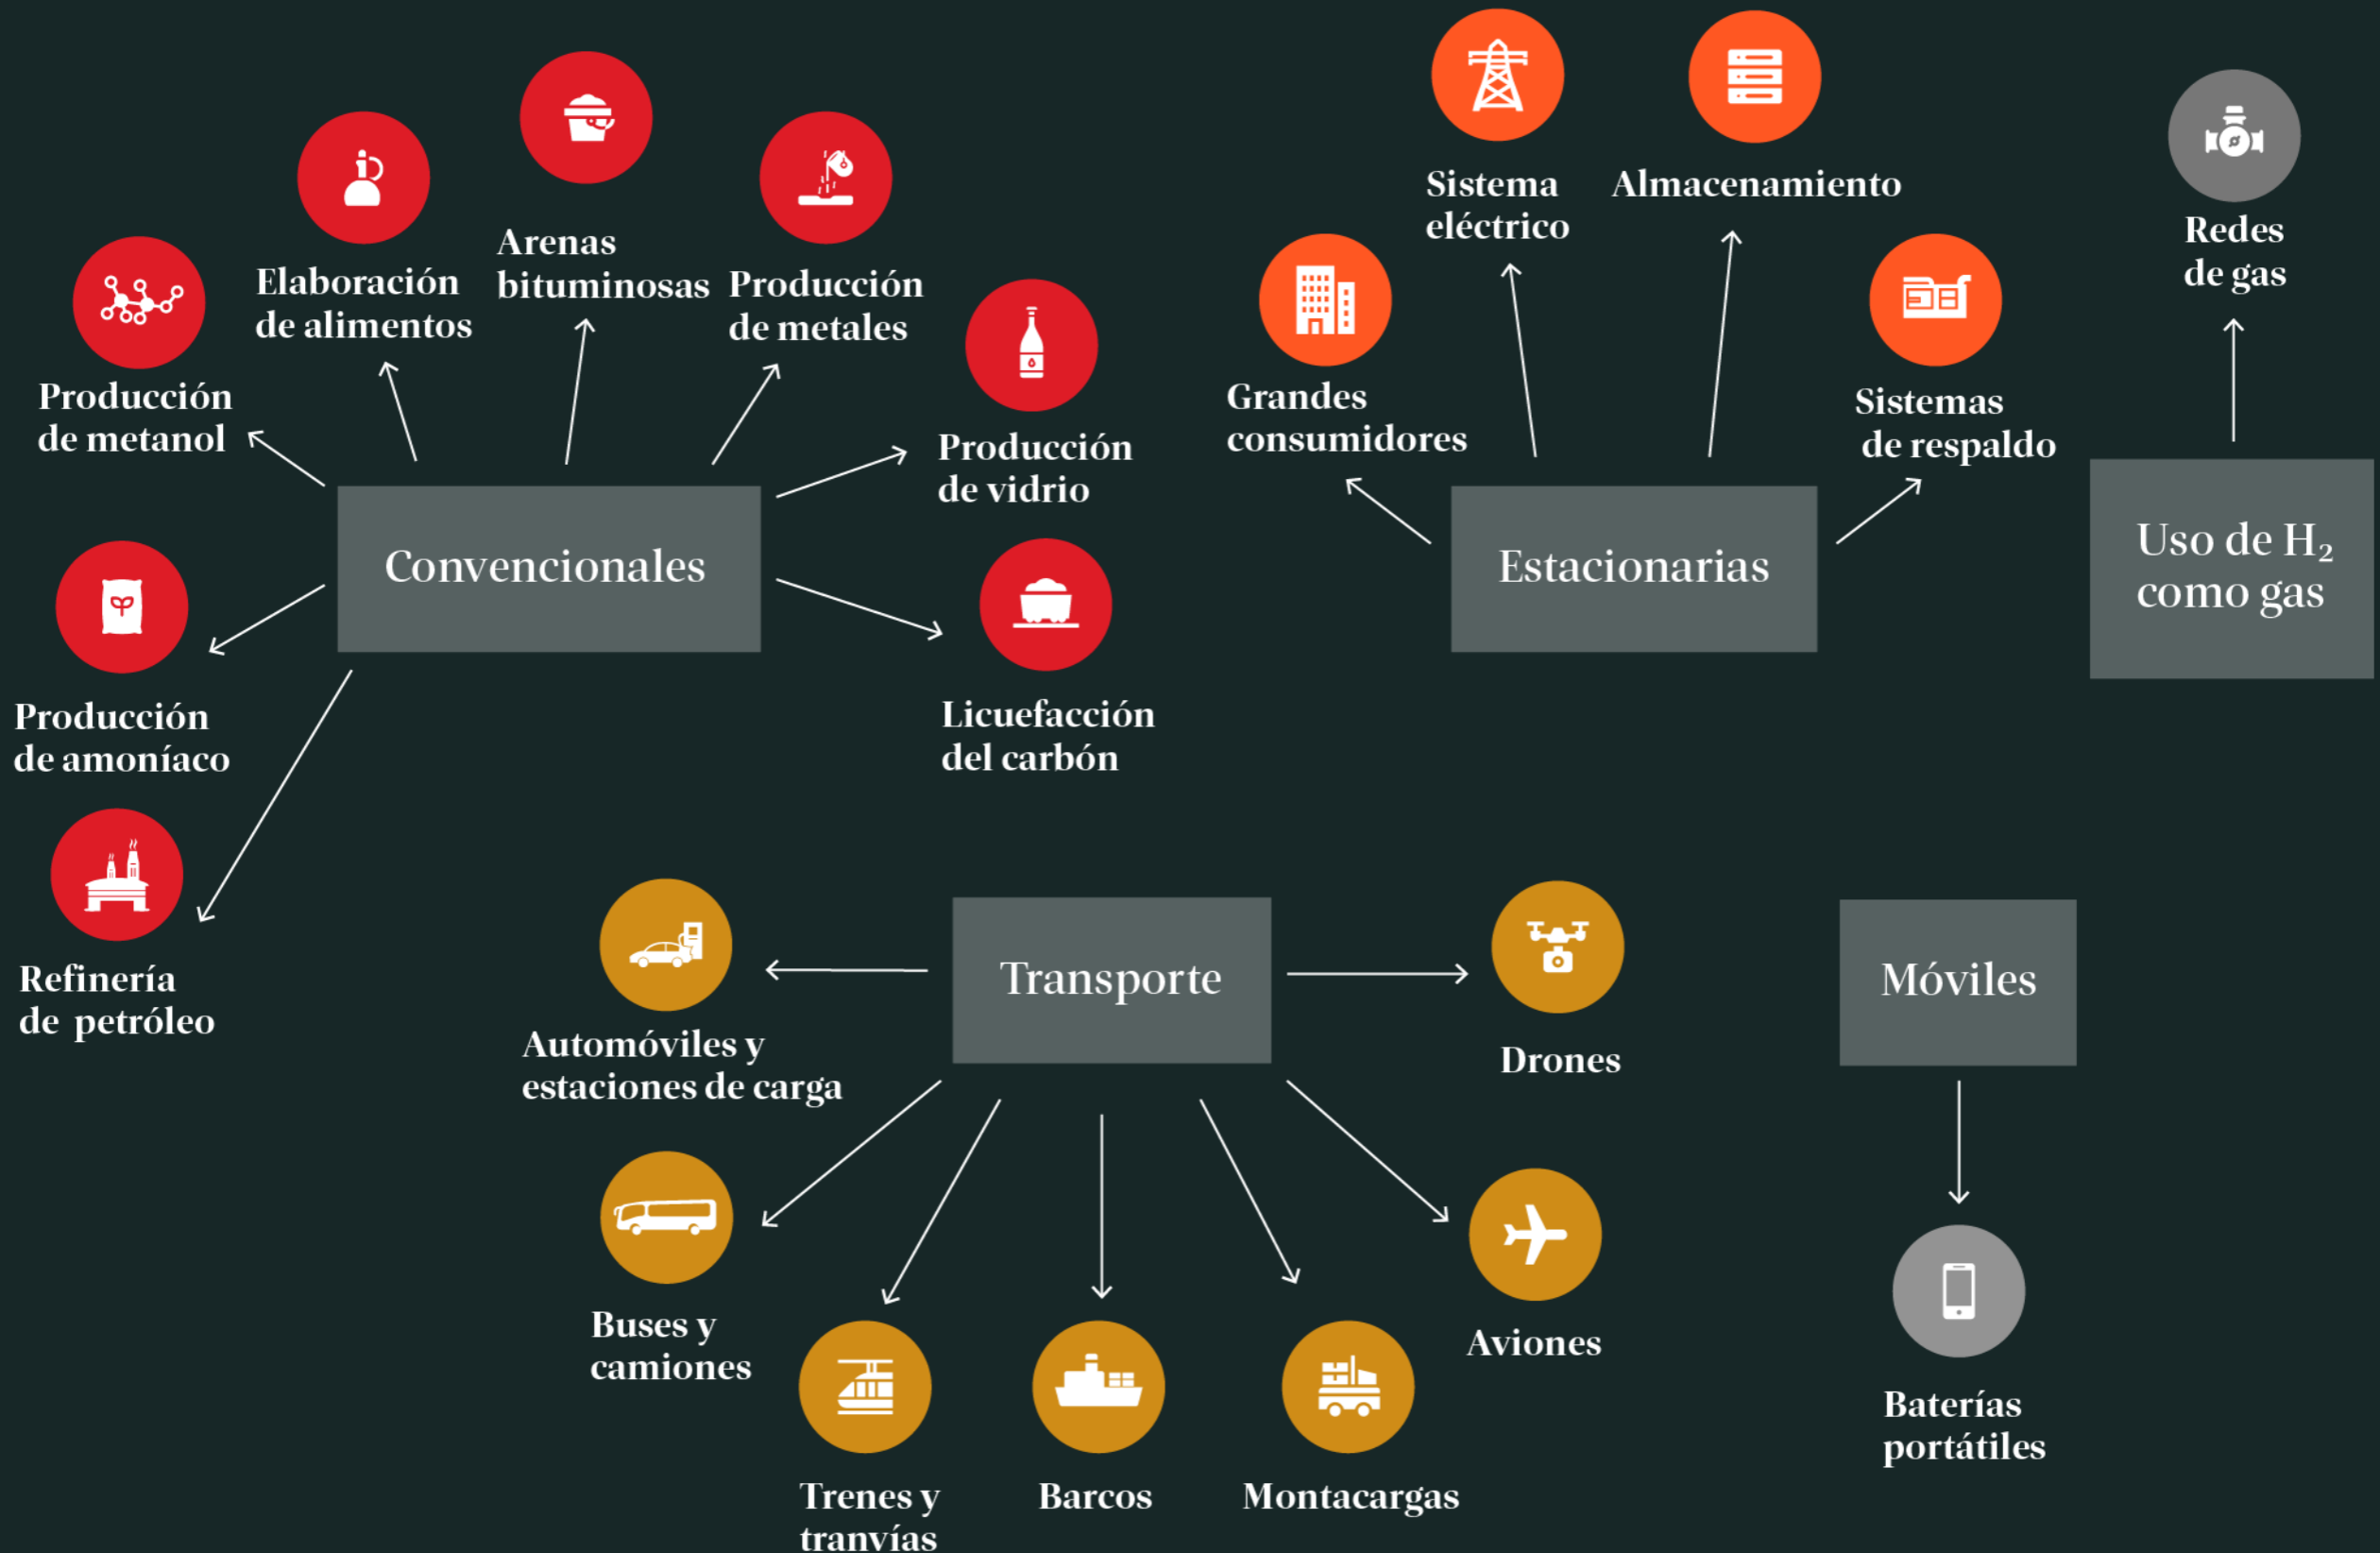 Producción
de metanol
Elaboración
de alimentos
Arenas
bituminosas
Producción
de metales
Producción
de vidrio
Convencionales
Licuefacción
del carbón
Producción
de amoníaco
Refinería
de petróleo
Grandes
consumidores
Sistema
eléctrico
Almacenamiento
Sistemas
de respaldo
Estacionarias
Redes
de gas
Uso de H₂
como gas
Transporte
Automóviles y
estaciones de carga
Buses y
camiones
Trenes y
tranvías
Barcos
Montacargas
Aviones
Drones
Móviles
Baterías
portátiles